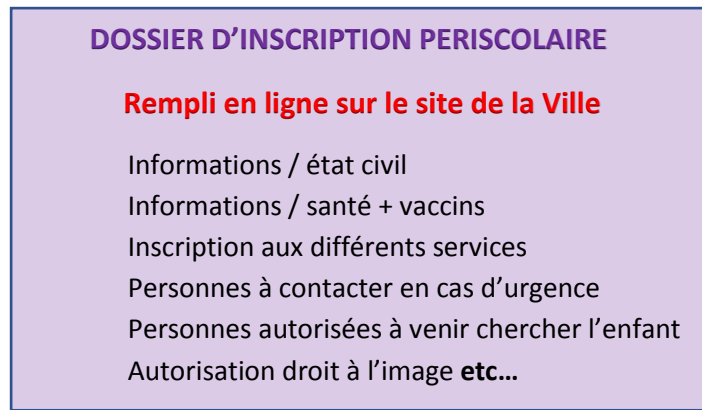 DOSSIER D’INSCRIPTION PERISCOLAIRE
Rempli en ligne sur le site de la Ville
Informations / état civil
Informations / santé + vaccins
Inscription aux différents services
Personnes à contacter en cas d’urgence
Personnes autorisées à venir chercher l’enfant
Autorisation droit à l’image etc…